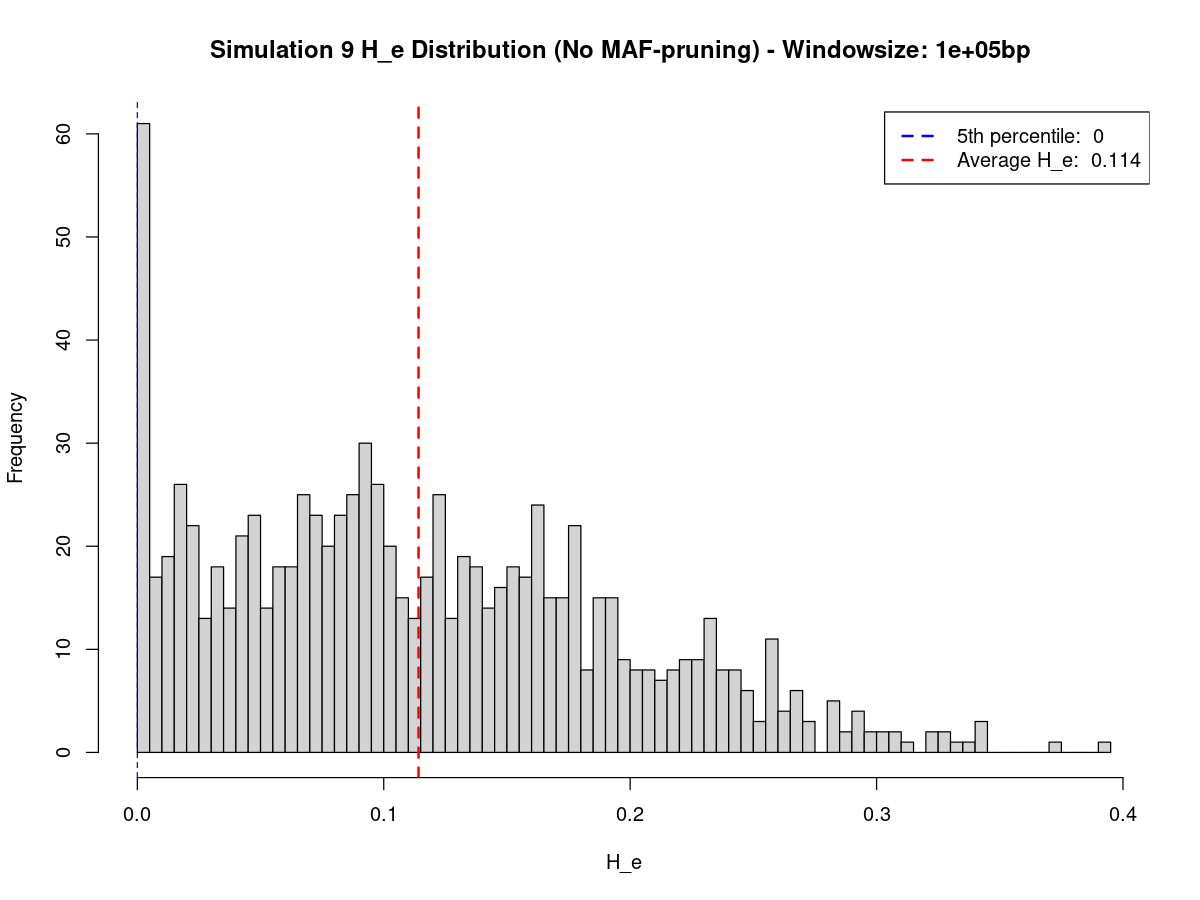 Simulation 9 H_e Distribution (No MAF-pruning) - Windowsize: 1e+05bp
5th percentile:  0
Average H_e:  0.114
Frequency
60
50
40
30
20
10
0
0.0 0.1 0.2 0.3 0.4
H_e